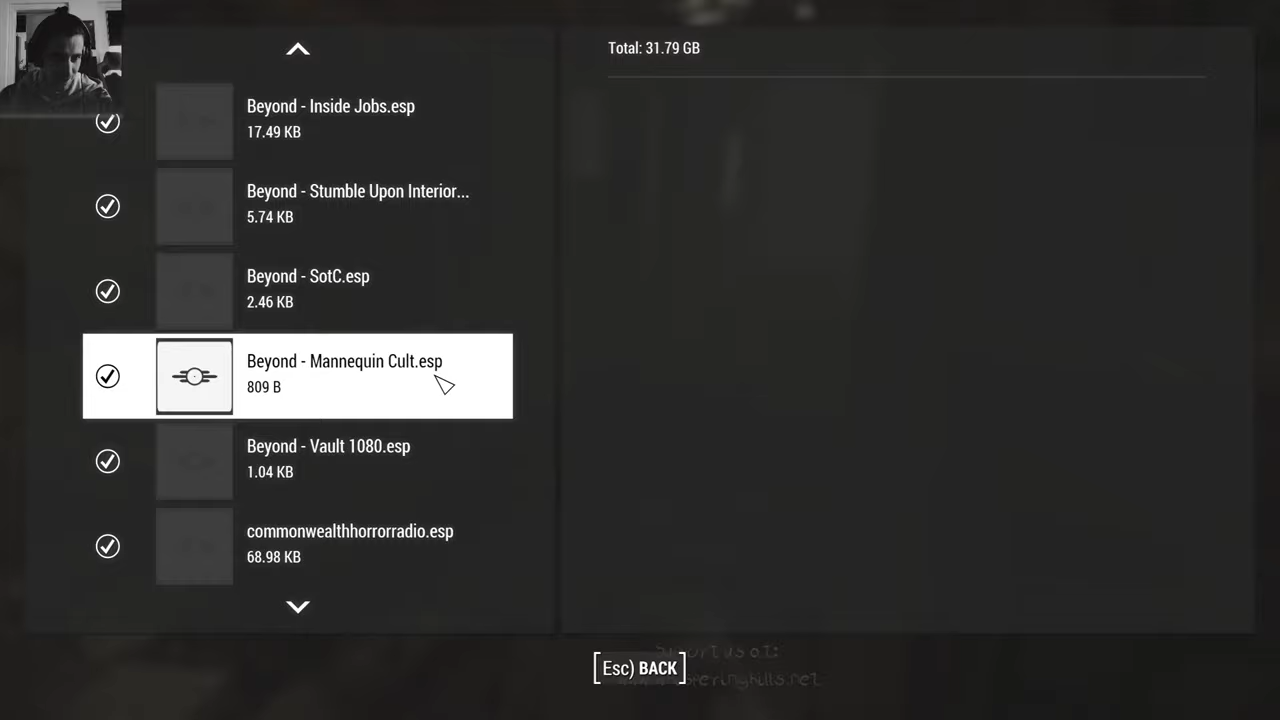 Total: 31.79 GB
Beyond - Inside Jobs.esp
17.49 KB
Beyond - Stumble Upon Interior...
5.74 KB
Beyond - SotC.esp
2.46 KB
Beyond - Mannequin Cult.esp
809 B
Beyond - Vault 1080.esp
1.04 KB
commonwealthhorrorradio.esp
68.98 KB
Esc) BACK